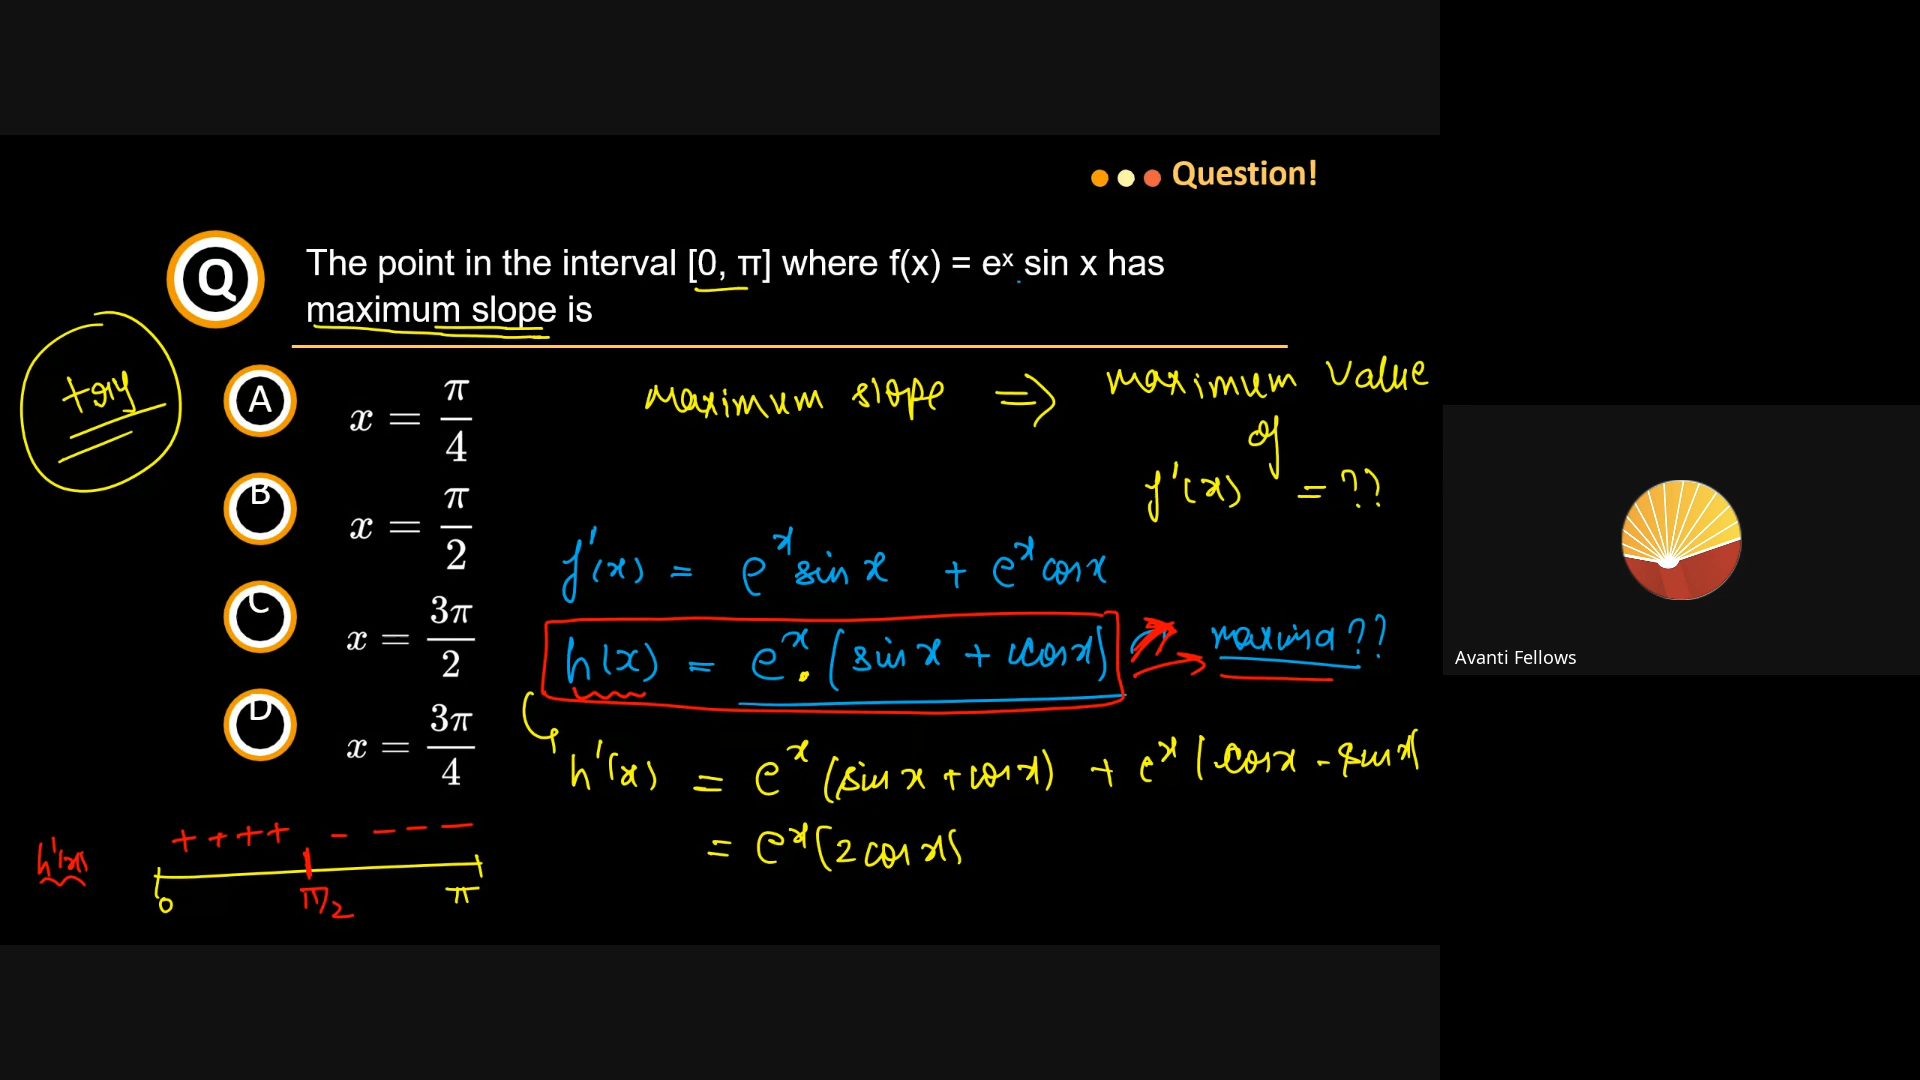 Question!
Q
The point in the interval [0, π] where f(x) = eˣ sin x has
maximum slope is
try
A
x = π/4
B
x = π/2
C
x = 3π/2
D
x = 3π/4
maximum slope ⇒ maximum value
of
f'(x) = ??
f'(x) = eˣ sin x + eˣ cos x
h(x) = eˣ . (sin x + cos x) → maxima ??
h'(x) = eˣ (sin x + cos x) + eˣ (cos x - sin x)
= eˣ (2 cos x)
h'(x)
+ + + + - - - - -
0 π/2 π
Avanti Fellows